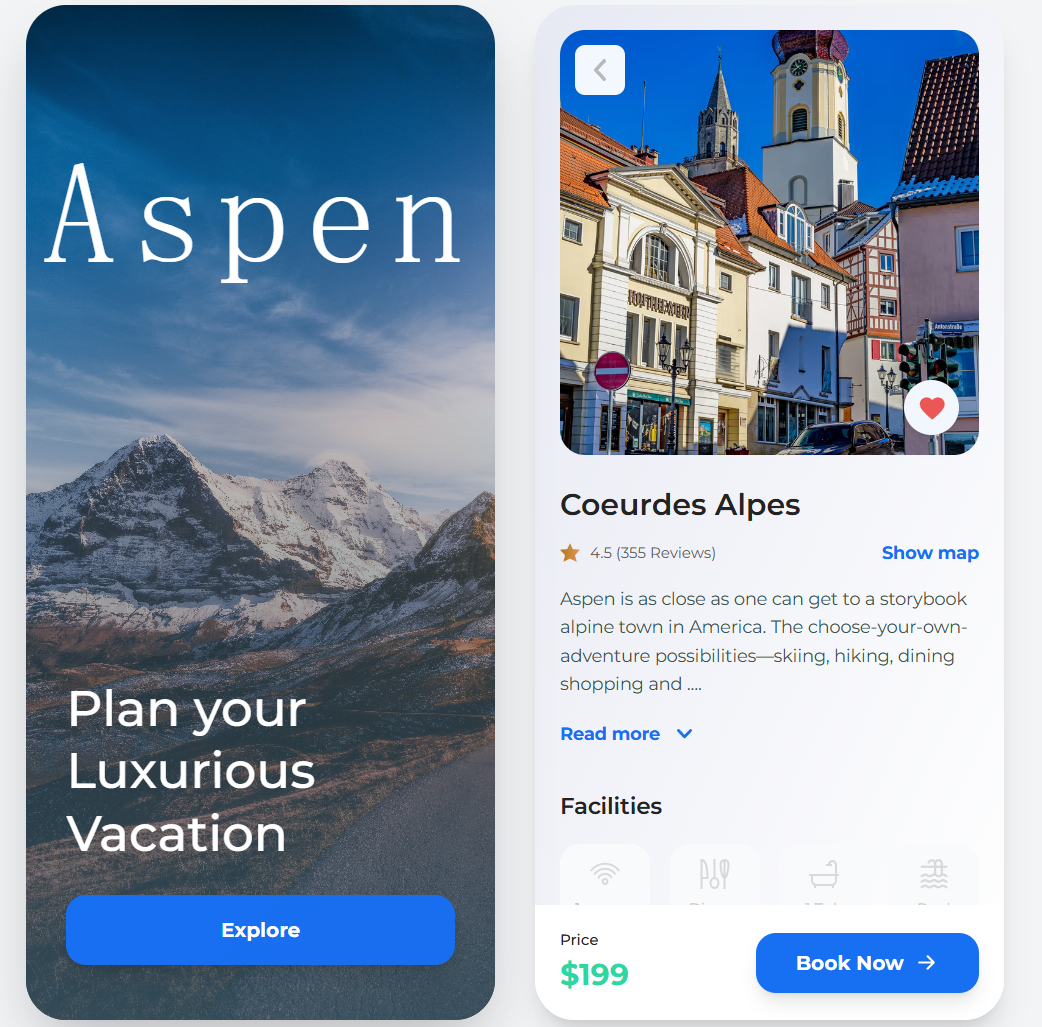 Aspen
Plan your
Luxurious
Vacation
Explore
Coeurdes Alpes
4.5 (355 Reviews)
Show map
Aspen is as close as one can get to a storybook
alpine town in America. The choose-your-own-
adventure possibilities—skiing, hiking, dining
shopping and ....
Read more
Facilities
Price
$199
Book Now